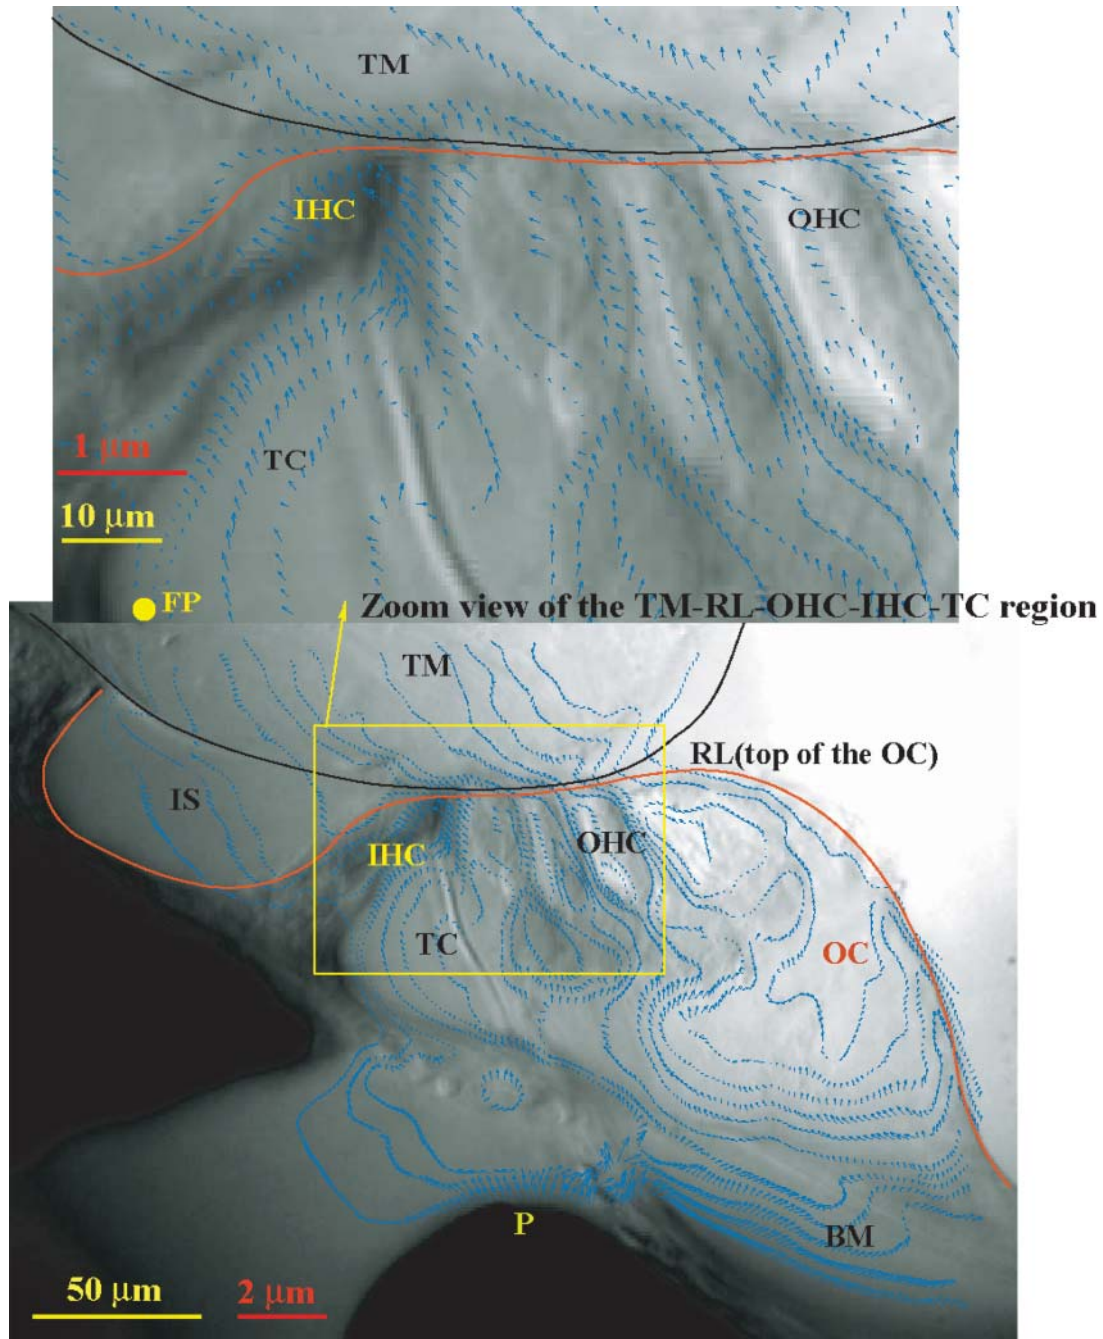 TM
IHC
OHC
TC
1 μm
10 μm
FP
Zoom view of the TM-RL-OHC-IHC-TC region
TM
RL(top of the OC)
IS
IHC
OHC
TC
OC
P
BM
50 μm
2 μm